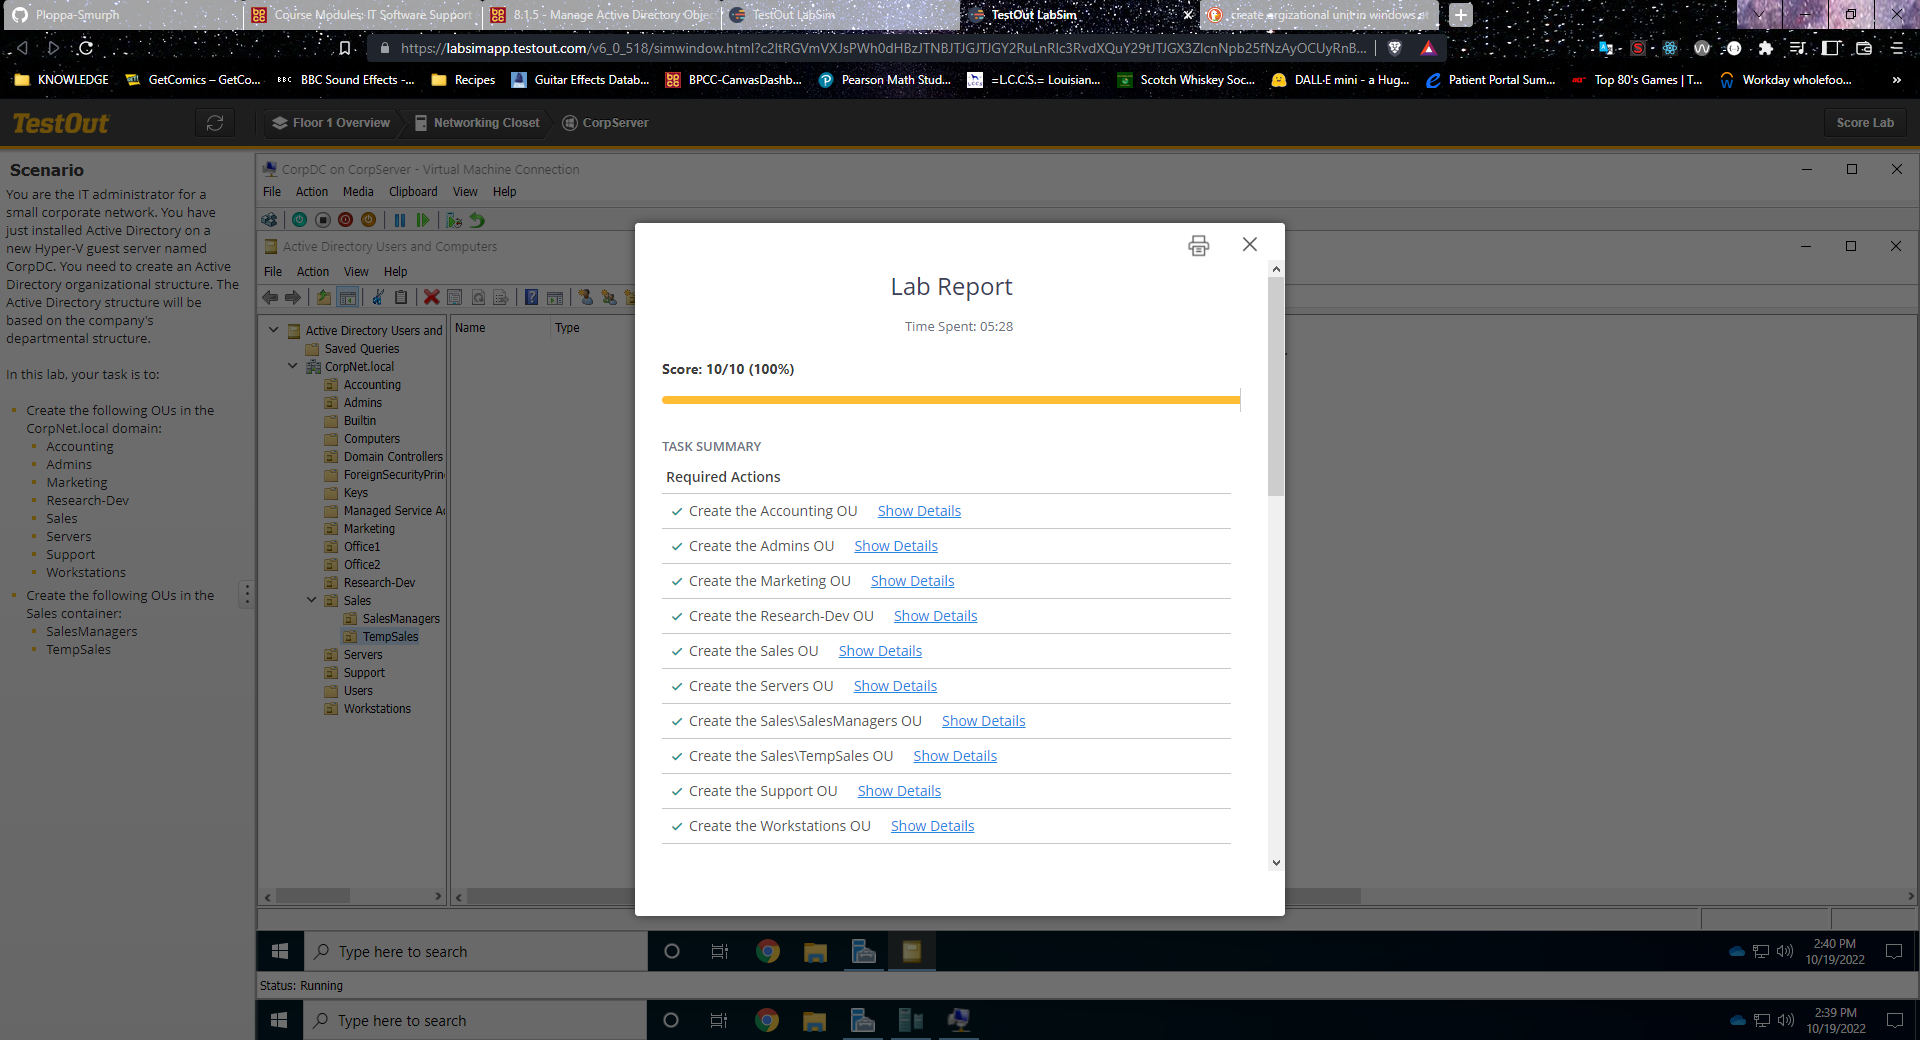 Ploppa-Smurph
Course Modules: IT Software Support
8.1.5 - Manage Active Directory Objec
TestOut LabSim
TestOut LabSim
create orgizational unit in windows at
https://labsimapp.testout.com/v6_0_518/simwindow.html?
KNOWLEDGE
GetComics – GetCo...
BBC
BBC Sound Effects -...
Recipes
Guitar Effects Datab...
BPCC-CanvasDashb...
Pearson Math Stud...
=L.C.C.S.= Louisian...
Scotch Whiskey Soc...
DALL·E mini - a Hug...
Patient Portal Sum...
Top 80's Games | T...
Workday wholefoo...
»
TestOut
Floor 1 Overview
Networking Closet
CorpServer
Score Lab
Scenario
You are the IT administrator for a
small corporate network. You have
just installed Active Directory on a
new Hyper-V guest server named
CorpDC. You need to create an Active
Directory organizational structure. The
Active Directory structure will be
based on the company's
departmental structure.
In this lab, your task is to:
Create the following OUs in the
CorpNet.local domain:
Accounting
Admins
Marketing
Research-Dev
Sales
Servers
Support
Workstations
Create the following OUs in the
Sales container:
SalesManagers
TempSales
CorpDC on CorpServer - Virtual Machine Connection
File Action Media Clipboard View Help
Active Directory Users and Computers
File Action View Help
Active Directory Users and
Saved Queries
CorpNet.local
Accounting
Admins
Builtin
Computers
Domain Controllers
ForeignSecurityPrin
Keys
Managed Service Ac
Marketing
Office1
Office2
Research-Dev
Sales
SalesManagers
TempSales
Servers
Support
Users
Workstations
Name
Type
Lab Report
Time Spent: 05:28
Score: 10/10 (100%)
TASK SUMMARY
Required Actions
Create the Accounting OU Show Details
Create the Admins OU Show Details
Create the Marketing OU Show Details
Create the Research-Dev OU Show Details
Create the Sales OU Show Details
Create the Servers OU Show Details
Create the Sales\SalesManagers OU Show Details
Create the Sales\TempSales OU Show Details
Create the Support OU Show Details
Create the Workstations OU Show Details
Type here to search
2:40 PM
10/19/2022
Status: Running
Type here to search
2:39 PM
10/19/2022